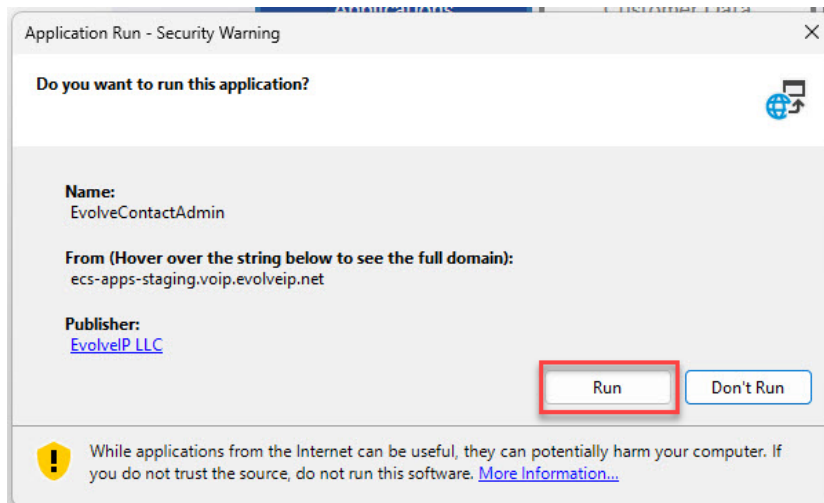 Applications
Customer Data
Application Run - Security Warning
Do you want to run this application?
Name:
EvolveContactAdmin
From (Hover over the string below to see the full domain):
ecs-apps-staging.voip.evolveip.net
Publisher:
EvolveIP LLC
Run
Don't Run
While applications from the Internet can be useful, they can potentially harm your computer. If
you do not trust the source, do not run this software. More Information...